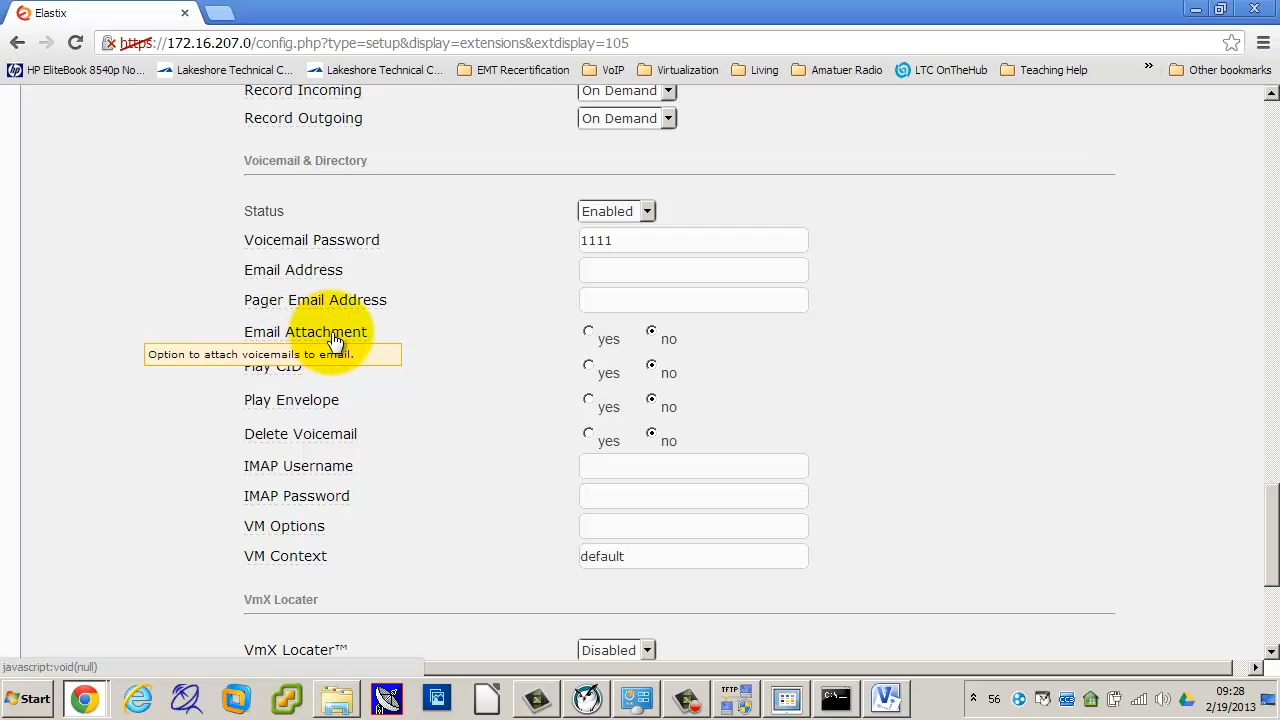 Elastix
https://172.16.207.0/config.php?type=setup&display=extensions&extdisplay=105
HP EliteBook 8540p No... Lakeshore Technical C... Lakeshore Technical C... EMT Recertification VoIP Virtualization Living Amatuer Radio LTC OnTheHub Teaching Help » Other bookmarks
Record Incoming On Demand
Record Outgoing On Demand
Voicemail & Directory
Status Enabled
Voicemail Password 1111
Email Address
Pager Email Address
Email Attachment yes no
Option to attach voicemails to email.
Play CID yes no
Play Envelope yes no
Delete Voicemail yes no
IMAP Username
IMAP Password
VM Options
VM Context default
VmX Locater
VmX Locater™ Disabled
javascript:void(null)
Start TFTP 56 09:28
2/19/2013